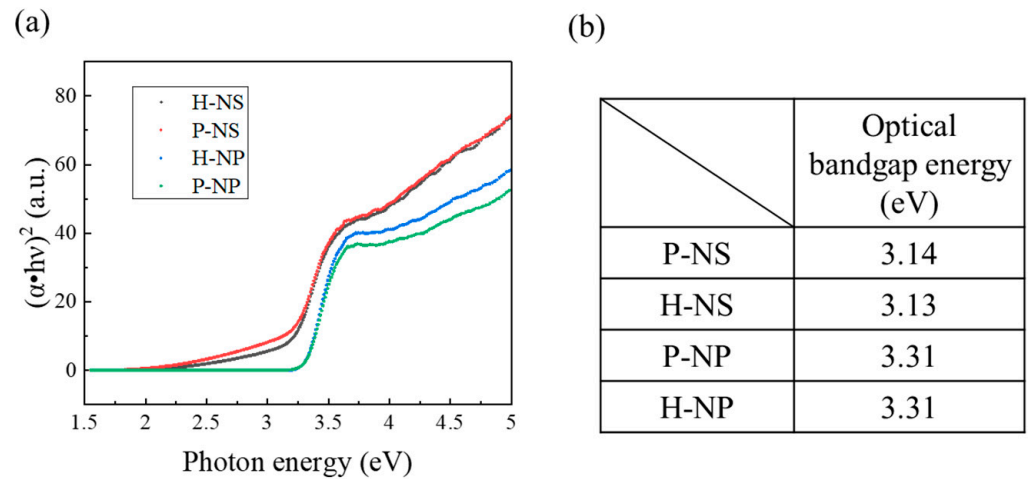 (a)
(α•hν)² (a.u.)
80
60
40
20
0
H-NS
P-NS
H-NP
P-NP
1.5 2 2.5 3 3.5 4 4.5 5
Photon energy (eV)
(b)
Optical
bandgap energy
(eV)
P-NS 3.14
H-NS 3.13
P-NP 3.31
H-NP 3.31